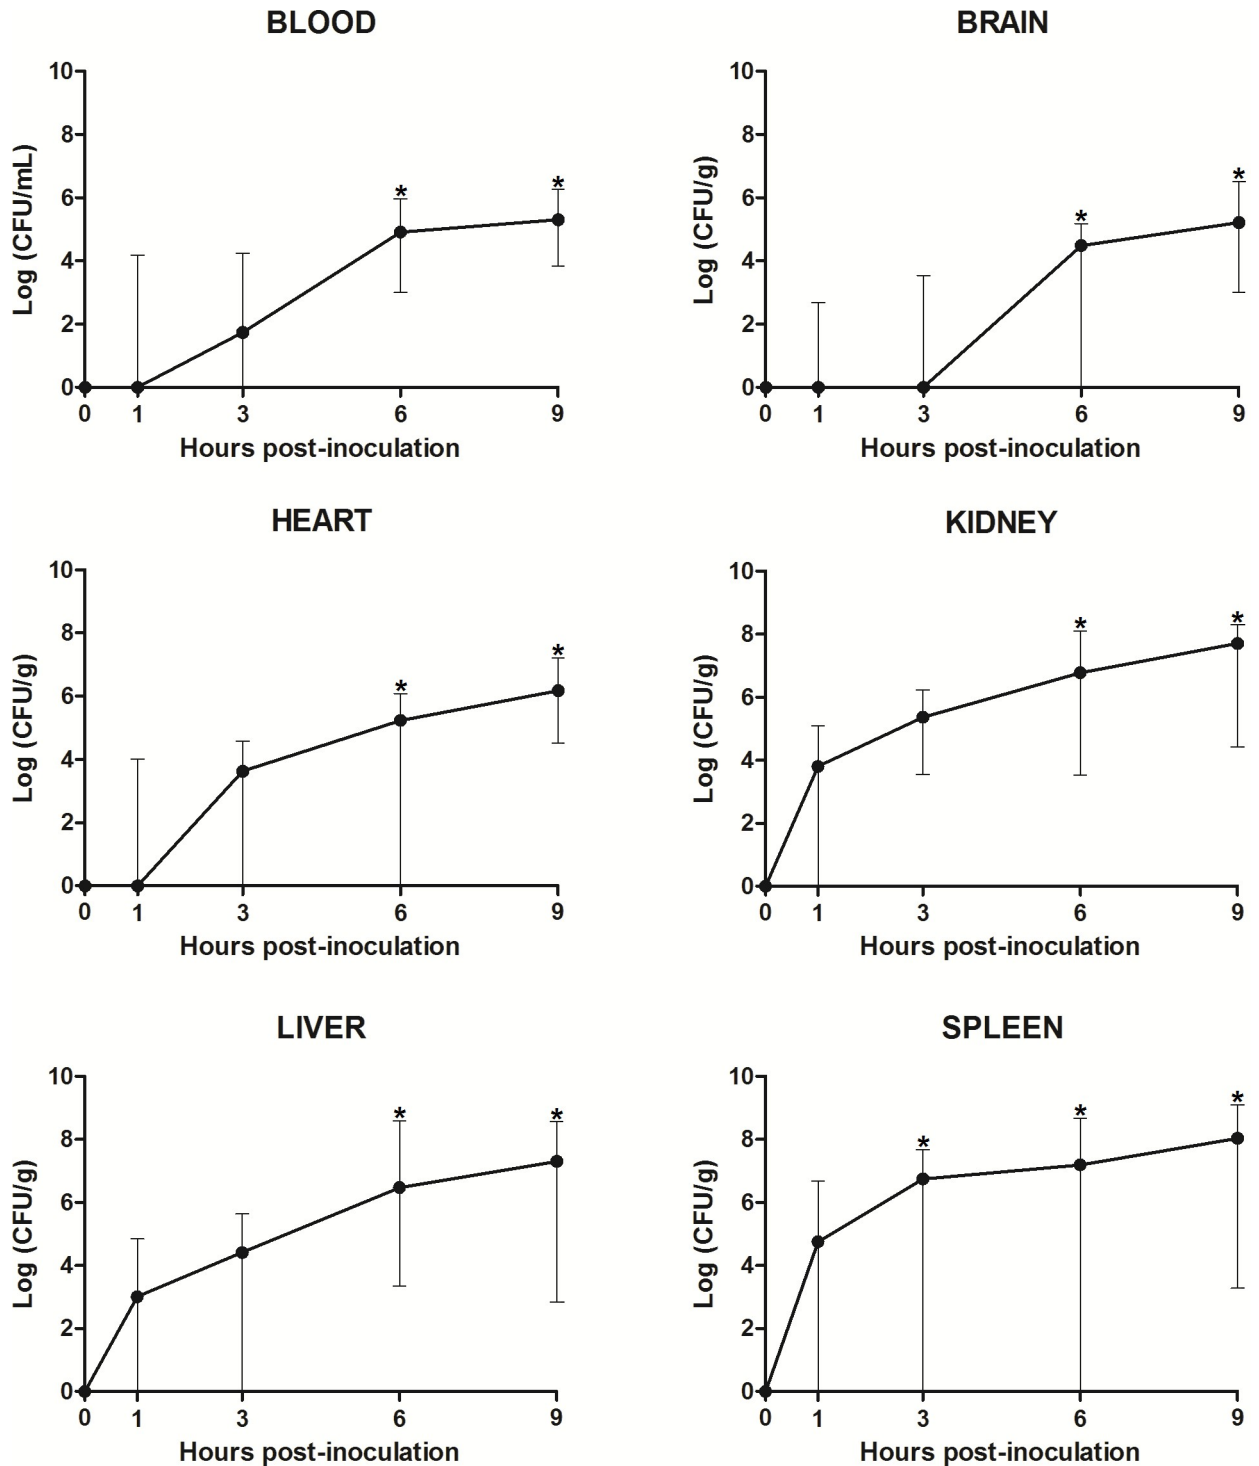 BLOOD
10
8
6
4
2
0
Log (CFU/mL)
*
*
0 1 3 6 9
Hours post-inoculation
BRAIN
10
8
6
4
2
0
Log (CFU/g)
*
*
0 1 3 6 9
Hours post-inoculation
HEART
10
8
6
4
2
0
Log (CFU/g)
*
*
0 1 3 6 9
Hours post-inoculation
KIDNEY
10
8
6
4
2
0
Log (CFU/g)
*
*
0 1 3 6 9
Hours post-inoculation
LIVER
10
8
6
4
2
0
Log (CFU/g)
*
*
0 1 3 6 9
Hours post-inoculation
SPLEEN
10
8
6
4
2
0
Log (CFU/g)
*
*
*
0 1 3 6 9
Hours post-inoculation